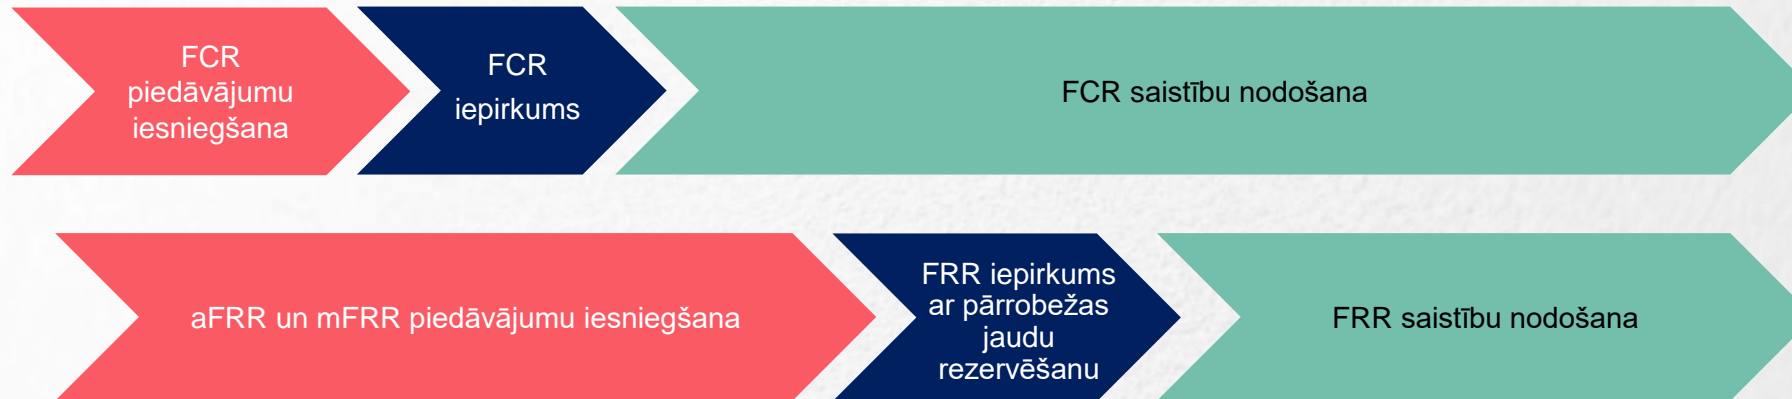 FCR
piedāvājumu
iesniegšana
FCR
iepirkums
FCR saistību nodošana
aFRR un mFRR piedāvājumu iesniegšana
FRR iepirkums
ar pārrobežas
jaudu
rezervēšanu
FRR saistību nodošana